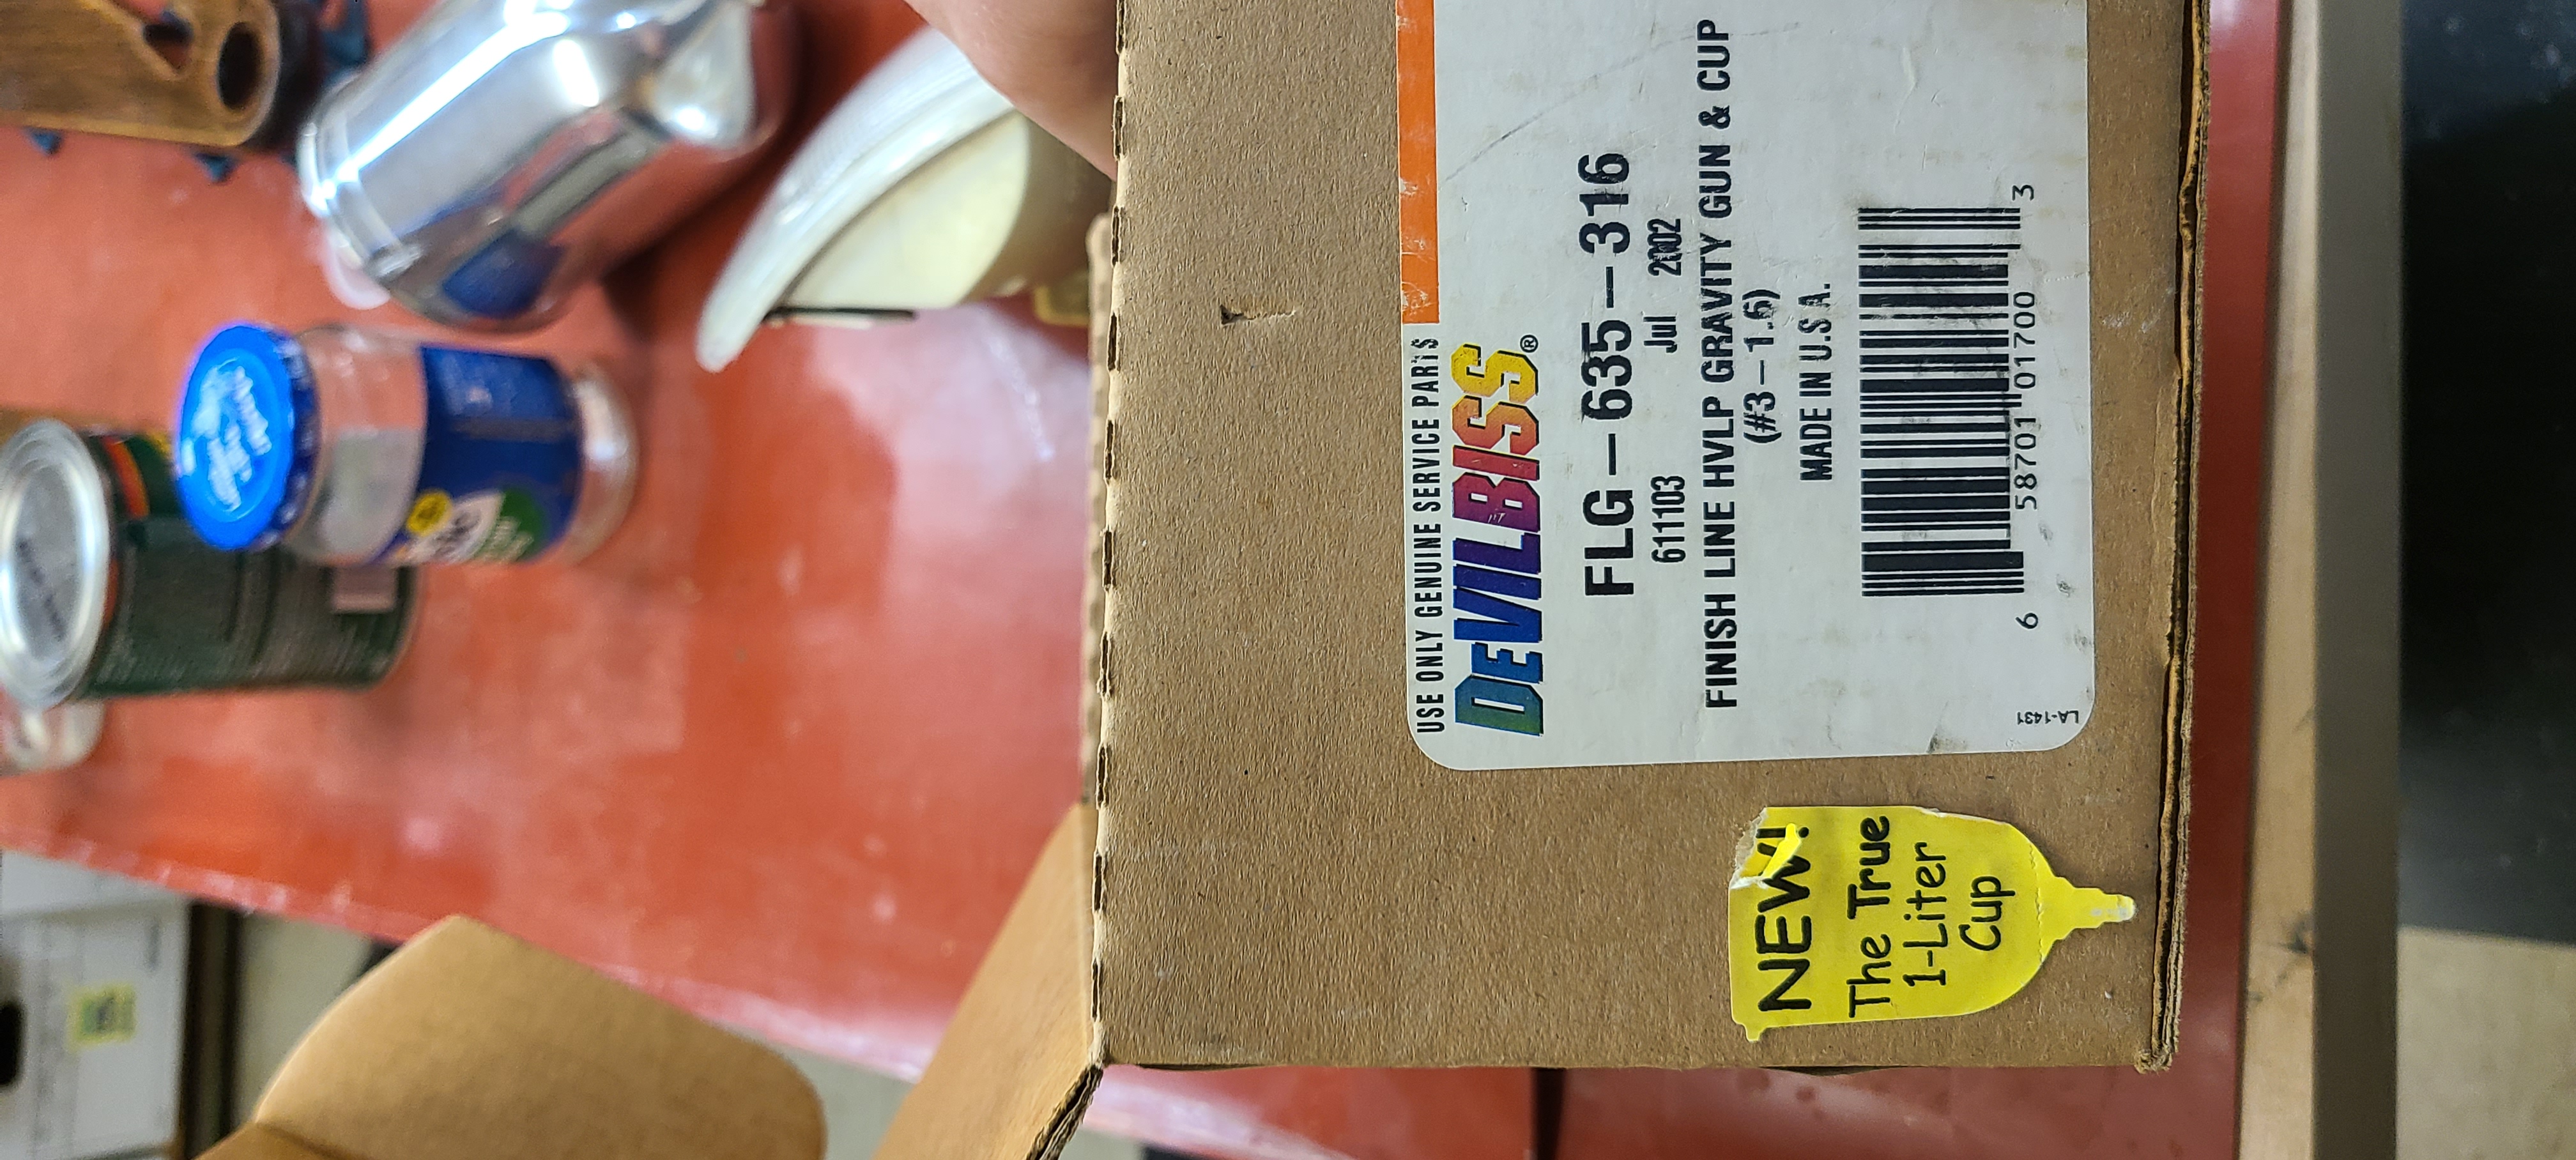 USE ONLY GENUINE SERVICE PARTS
DEVILBISS®
FLG-635-316
611103 Jul 2002
FINISH LINE HVLP GRAVITY GUN & CUP
(#3-1.6)
MADE IN U.S.A.
6 58701 01700 3
LA-1431
NEW!
The True
1-Liter
Cup